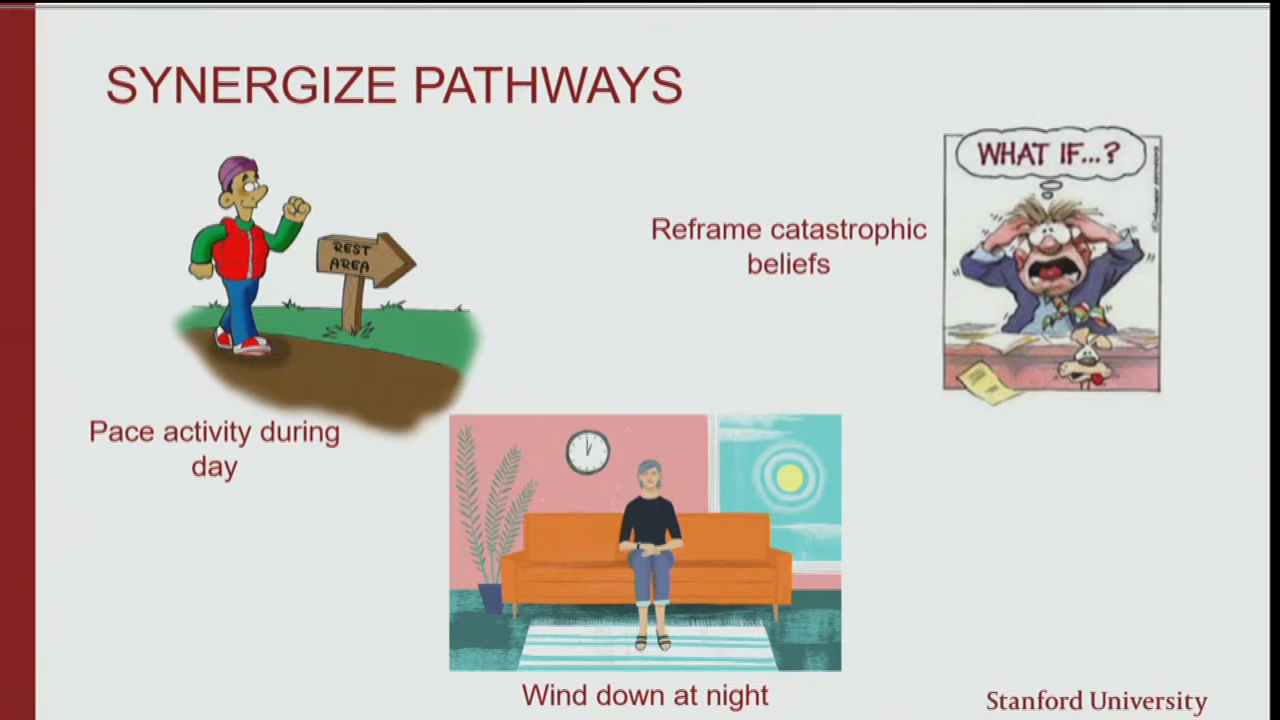 SYNERGIZE PATHWAYS
WHAT IF...?
Reframe catastrophic
beliefs
REST
AREA
Pace activity during
day
Wind down at night
Stanford University